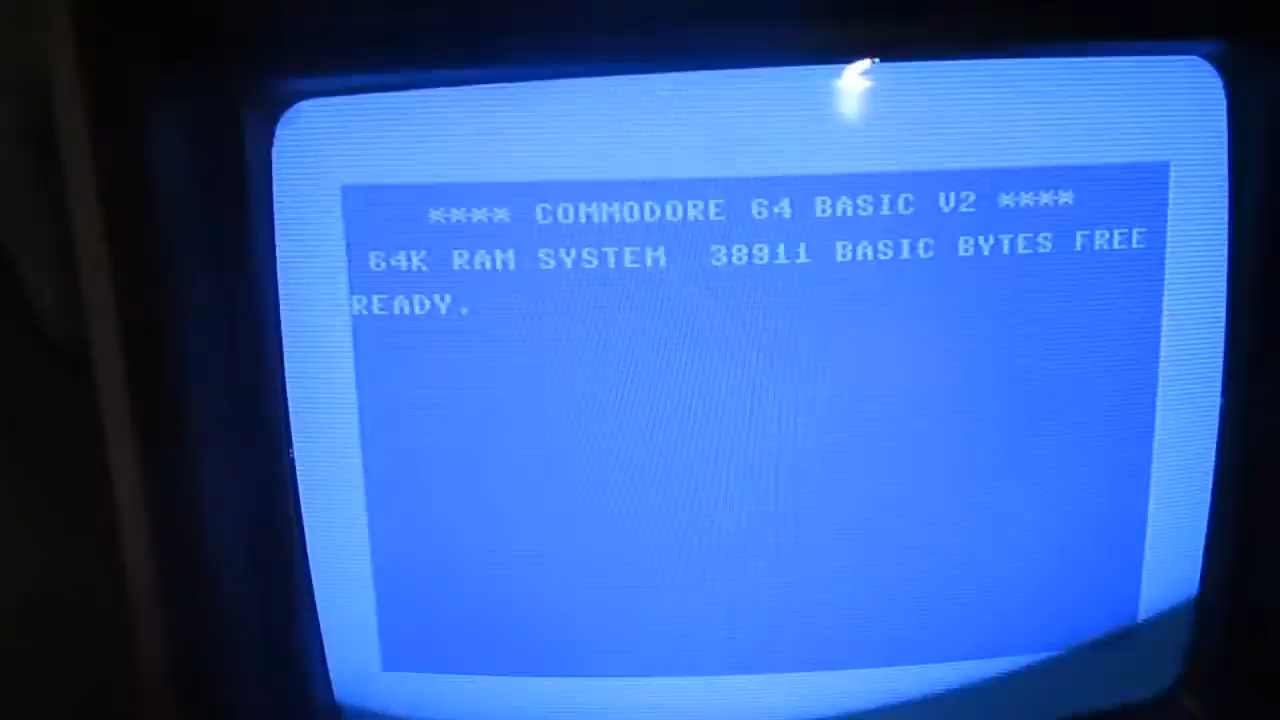 **** COMMODORE 64 BASIC V2 ****
64K RAM SYSTEM 38911 BASIC BYTES FREE
READY.